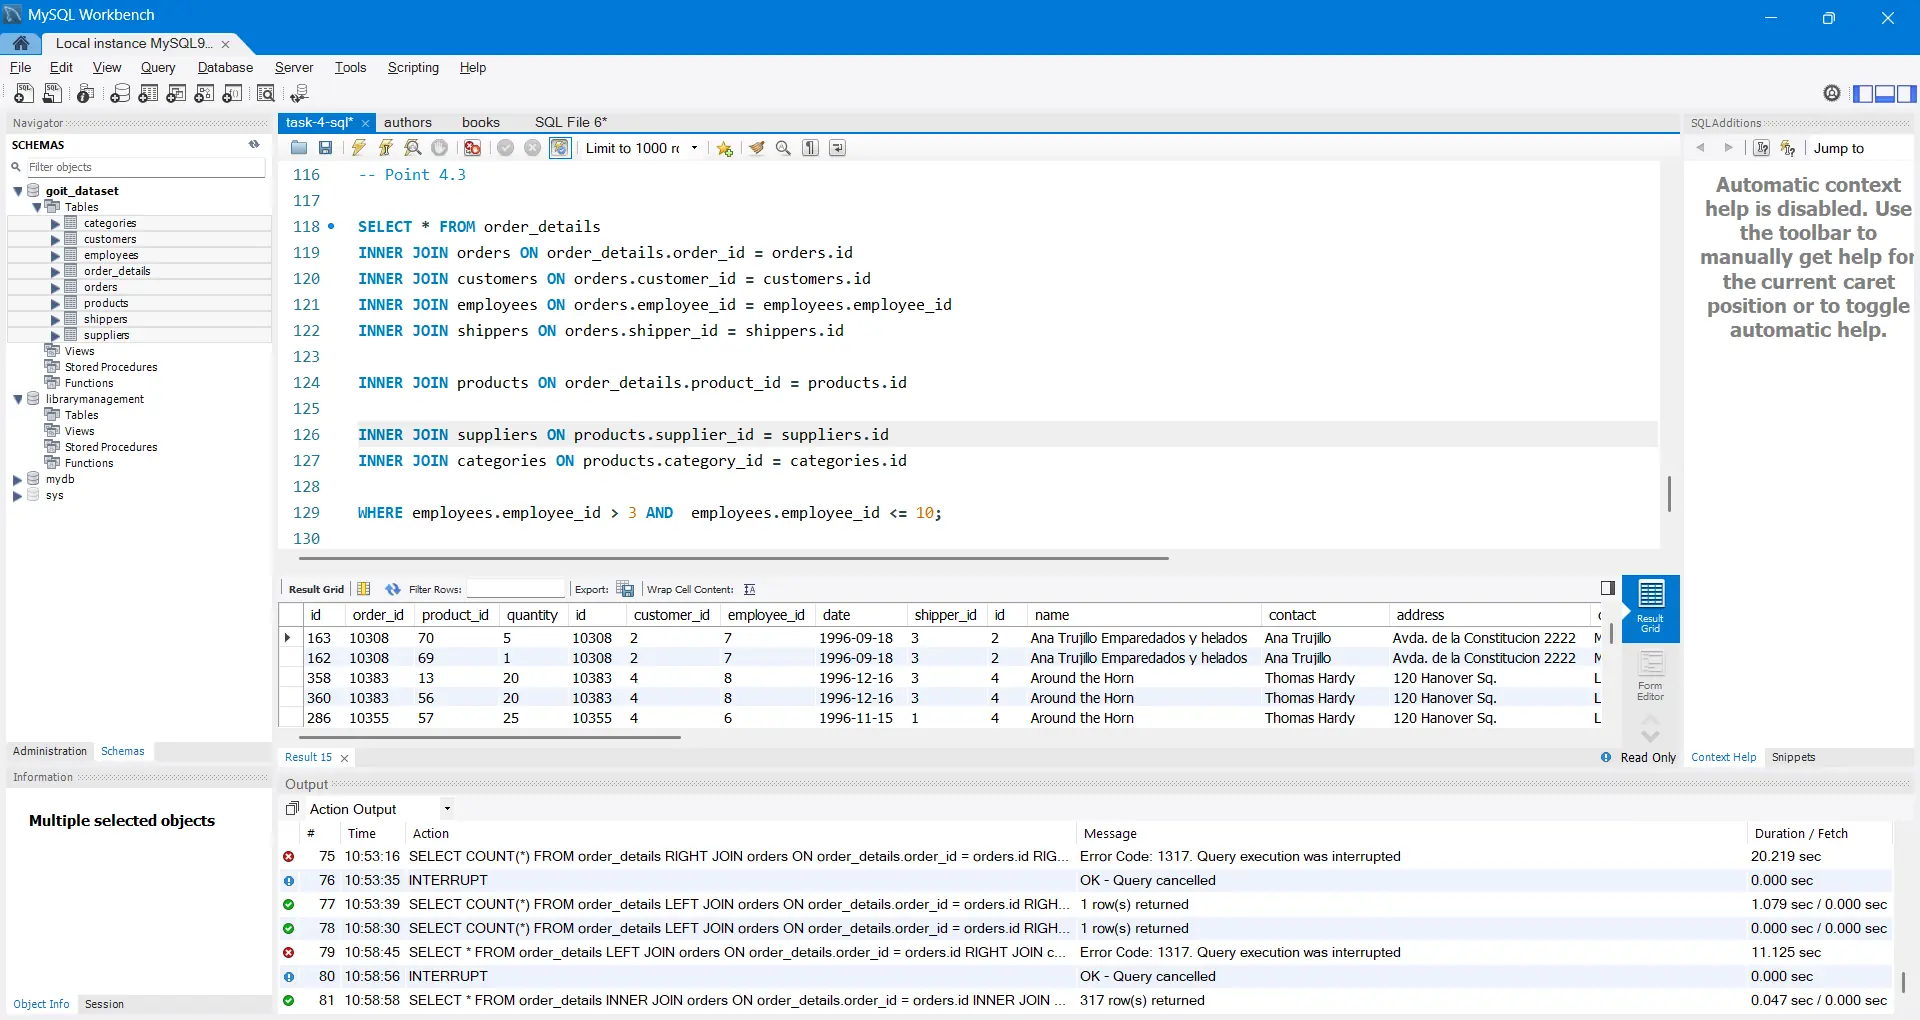 MySQL Workbench
Local instance MySQL9...
File Edit View Query Database Server Tools Scripting Help
Navigator
SCHEMAS
Filter objects
goit_dataset
Tables
categories
customers
employees
order_details
orders
products
shippers
suppliers
Views
Stored Procedures
Functions
librarymanagement
Tables
Views
Stored Procedures
Functions
mydb
sys
Administration Schemas
Information
Multiple selected objects
Object Info Session
task-4-sql* authors books SQL File 6*
Limit to 1000 rc
116 -- Point 4.3
117
118 SELECT * FROM order_details
119 INNER JOIN orders ON order_details.order_id = orders.id
120 INNER JOIN customers ON orders.customer_id = customers.id
121 INNER JOIN employees ON orders.employee_id = employees.employee_id
122 INNER JOIN shippers ON orders.shipper_id = shippers.id
123
124 INNER JOIN products ON order_details.product_id = products.id
125
126 INNER JOIN suppliers ON products.supplier_id = suppliers.id
127 INNER JOIN categories ON products.category_id = categories.id
128
129 WHERE employees.employee_id > 3 AND  employees.employee_id <= 10;
130
Result Grid Filter Rows: Export: Wrap Cell Content:
id order_id product_id quantity id customer_id employee_id date shipper_id id name contact address
163 10308 70 5 10308 2 7 1996-09-18 3 2 Ana Trujillo Emparedados y helados Ana Trujillo Avda. de la Constitucion 2222 M
162 10308 69 1 10308 2 7 1996-09-18 3 2 Ana Trujillo Emparedados y helados Ana Trujillo Avda. de la Constitucion 2222 M
358 10383 13 20 10383 4 8 1996-12-16 3 4 Around the Horn Thomas Hardy 120 Hanover Sq. L
360 10383 56 20 10383 4 8 1996-12-16 3 4 Around the Horn Thomas Hardy 120 Hanover Sq. L
286 10355 57 25 10355 4 6 1996-11-15 1 4 Around the Horn Thomas Hardy 120 Hanover Sq. L
Result Grid
Form Editor
Result 15
Read Only
SQLAdditions
Jump to
Automatic context
help is disabled. Use
the toolbar to
manually get help for
the current caret
position or to toggle
automatic help.
Context Help Snippets
Output
Action Output
# Time Action Message Duration / Fetch
75 10:53:16 SELECT COUNT(*) FROM order_details RIGHT JOIN orders ON order_details.order_id = orders.id RIG... Error Code: 1317. Query execution was interrupted 20.219 sec
76 10:53:35 INTERRUPT OK - Query cancelled 0.000 sec
77 10:53:39 SELECT COUNT(*) FROM order_details LEFT JOIN orders ON order_details.order_id = orders.id RIGH... 1 row(s) returned 1.079 sec / 0.000 sec
78 10:58:30 SELECT COUNT(*) FROM order_details LEFT JOIN orders ON order_details.order_id = orders.id RIGH... 1 row(s) returned 0.000 sec / 0.000 sec
79 10:58:45 SELECT * FROM order_details LEFT JOIN orders ON order_details.order_id = orders.id RIGHT JOIN c... Error Code: 1317. Query execution was interrupted 11.125 sec
80 10:58:56 INTERRUPT OK - Query cancelled 0.000 sec
81 10:58:58 SELECT * FROM order_details INNER JOIN orders ON order_details.order_id = orders.id INNER JOIN ... 317 row(s) returned 0.047 sec / 0.000 sec